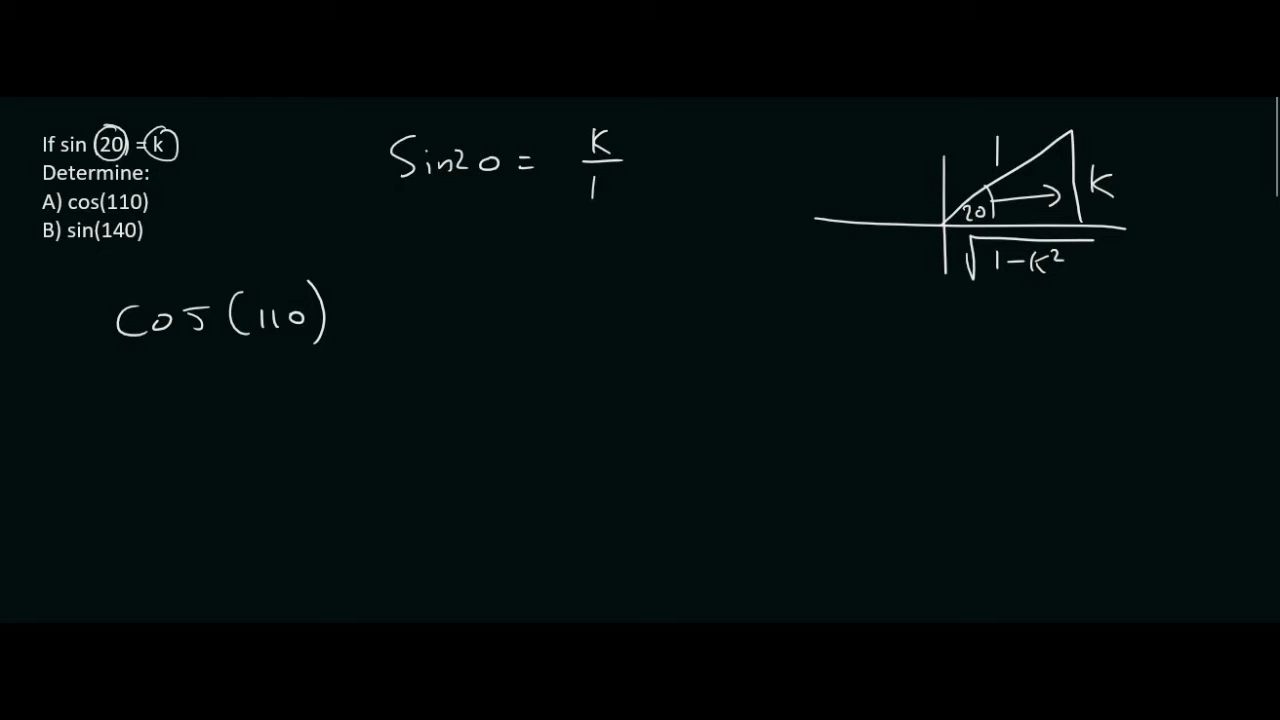 If sin (20) = k
Determine:
A) cos(110)
B) sin(140)
Sin20 = K/1
1
K
20
√1-K²
cos(110)